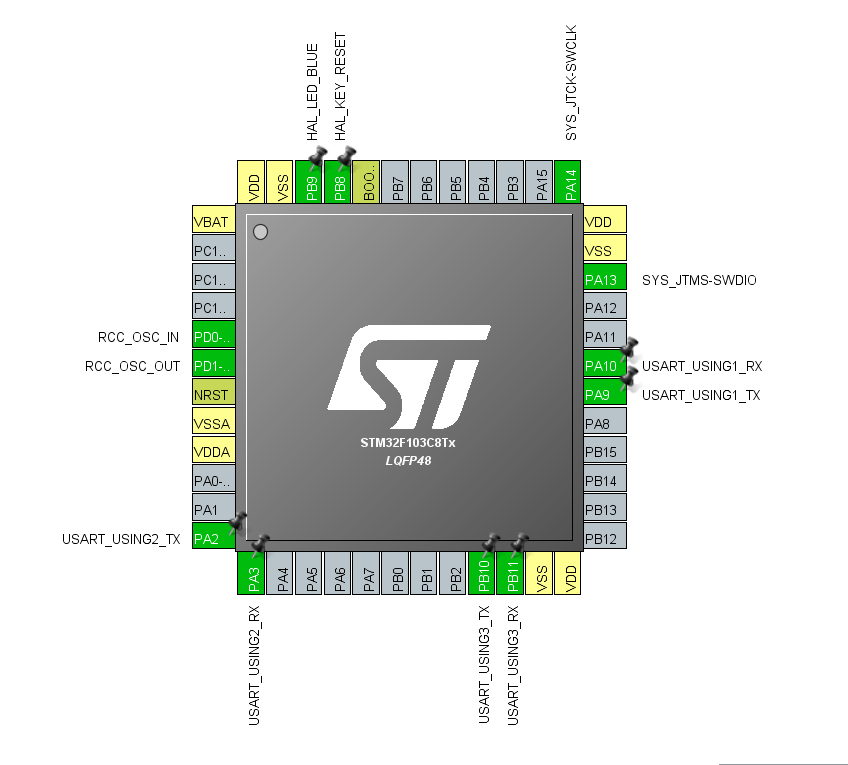 HAL_LED_BLUE
HAL_KEY_RESET
SYS_JTCK-SWCLK
VDD
VSS
PB9
PB8
BOO..
PB7
PB6
PB5
PB4
PB3
PA15
PA14
VBAT
PC1..
PC1..
PC1..
RCC_OSC_IN PD0-..
RCC_OSC_OUT PD1-..
NRST
VSSA
VDDA
PA0-..
PA1
USART_USING2_TX PA2
STM32F103C8Tx
LQFP48
ST
VDD
VSS
PA13 SYS_JTMS-SWDIO
PA12
PA11
PA10 USART_USING1_RX
PA9 USART_USING1_TX
PA8
PB15
PB14
PB13
PB12
PA3
PA4
PA5
PA6
PA7
PB0
PB1
PB2
PB10
PB11
VSS
VDD
USART_USING2_RX
USART_USING3_TX
USART_USING3_RX